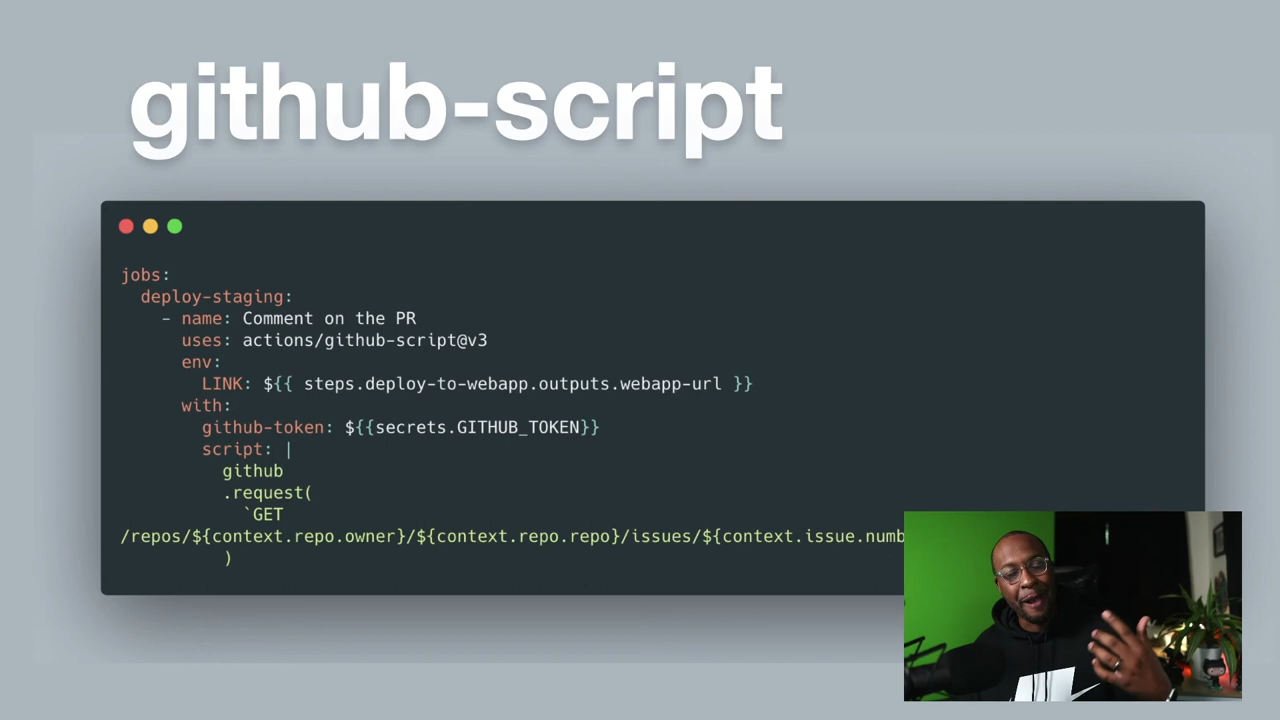 github-script
jobs:
  deploy-staging:
    - name: Comment on the PR
      uses: actions/github-script@v3
      env:
        LINK: ${{ steps.deploy-to-webapp.outputs.webapp-url }}
      with:
        github-token: ${{secrets.GITHUB_TOKEN}}
        script: |
          github
          .request(
            `GET
/repos/${context.repo.owner}/${context.repo.repo}/issues/${context.issue.numb
          )